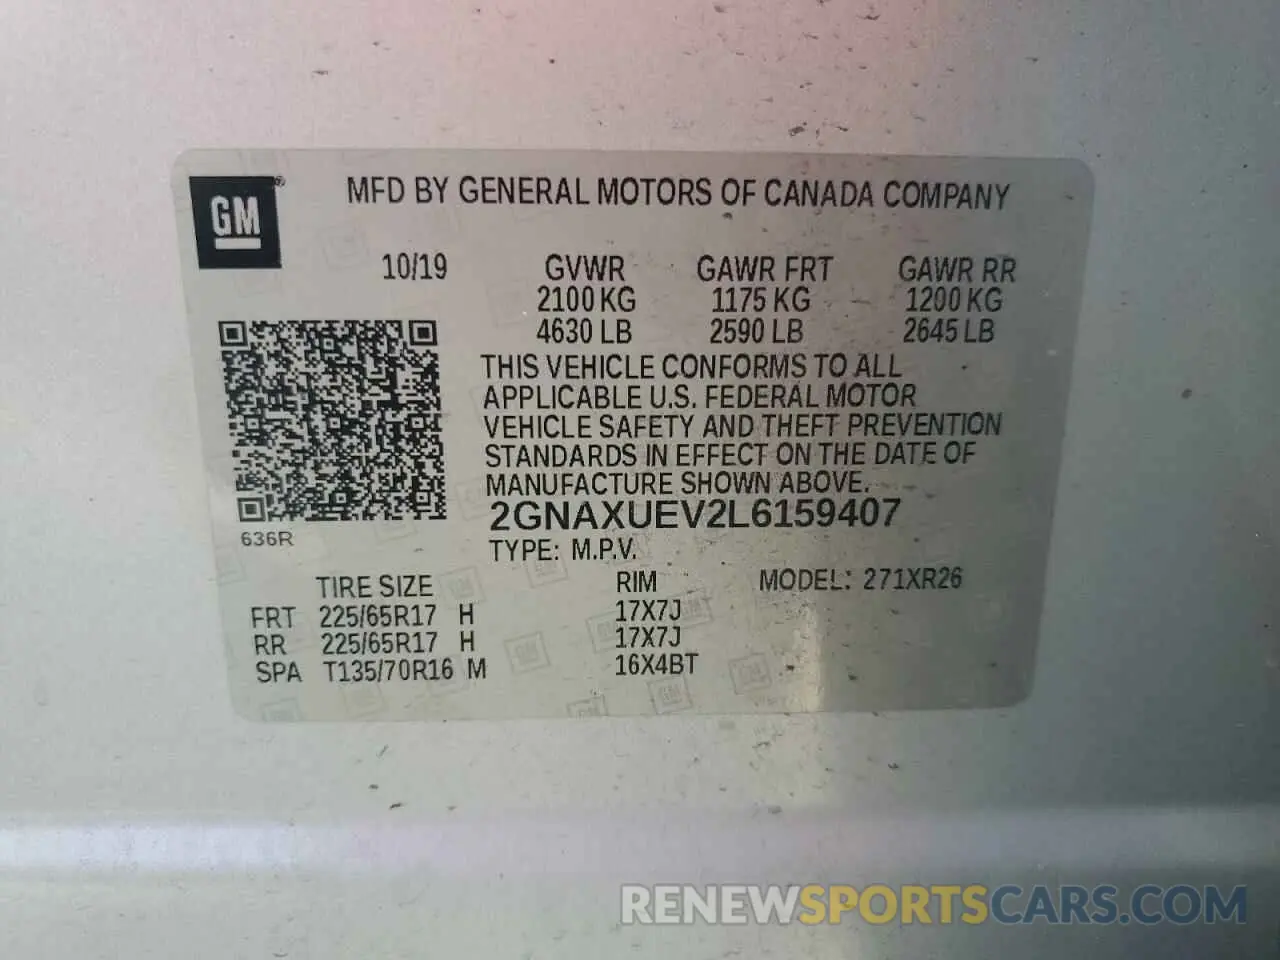 GM®
MFD BY GENERAL MOTORS OF CANADA COMPANY
10/19 GVWR GAWR FRT GAWR RR
2100 KG 1175 KG 1200 KG
4630 LB 2590 LB 2645 LB
THIS VEHICLE CONFORMS TO ALL
APPLICABLE U.S. FEDERAL MOTOR
VEHICLE SAFETY AND THEFT PREVENTION
STANDARDS IN EFFECT ON THE DATE OF
MANUFACTURE SHOWN ABOVE.
2GNAXUEV2L6159407
636R
TYPE: M.P.V.
TIRE SIZE RIM MODEL: 271XR26
FRT 225/65R17 H 17X7J
RR 225/65R17 H 17X7J
SPA T135/70R16 M 16X4BT
RENEWSPORTSCARS.COM